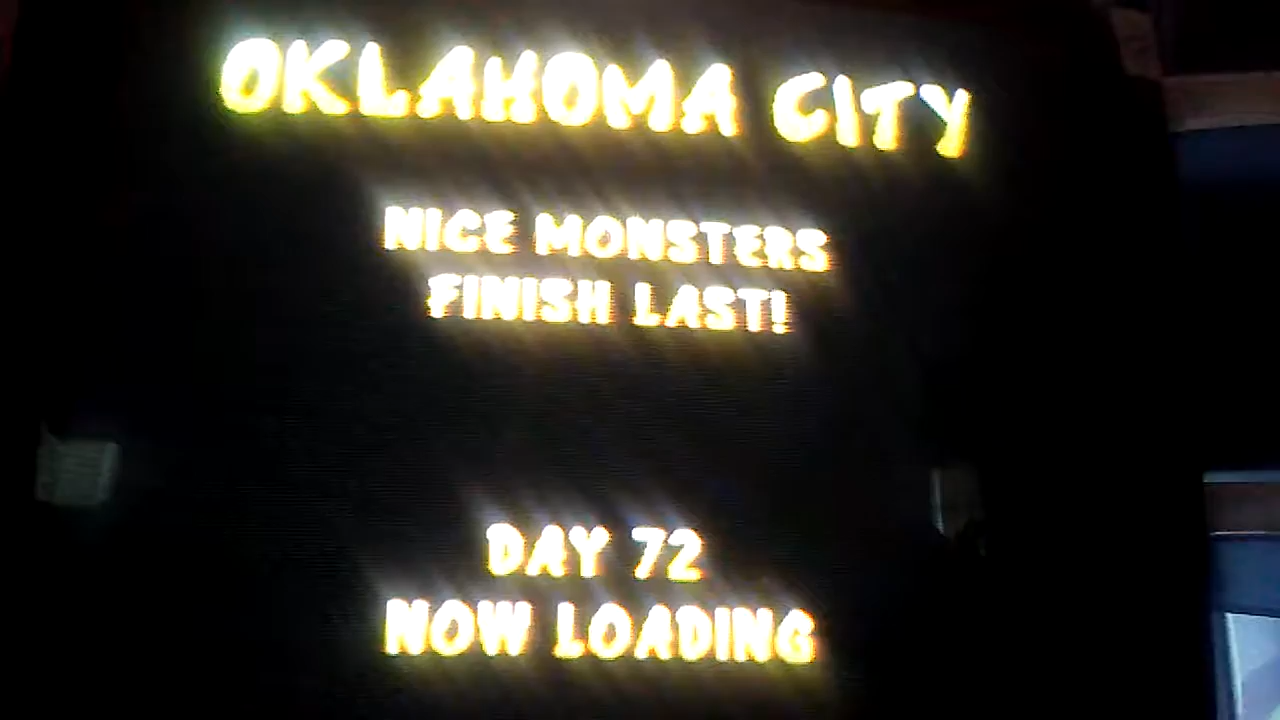 OKLAHOMA CITY
NICE MONSTERS
FINISH LAST!
DAY 72
NOW LOADING